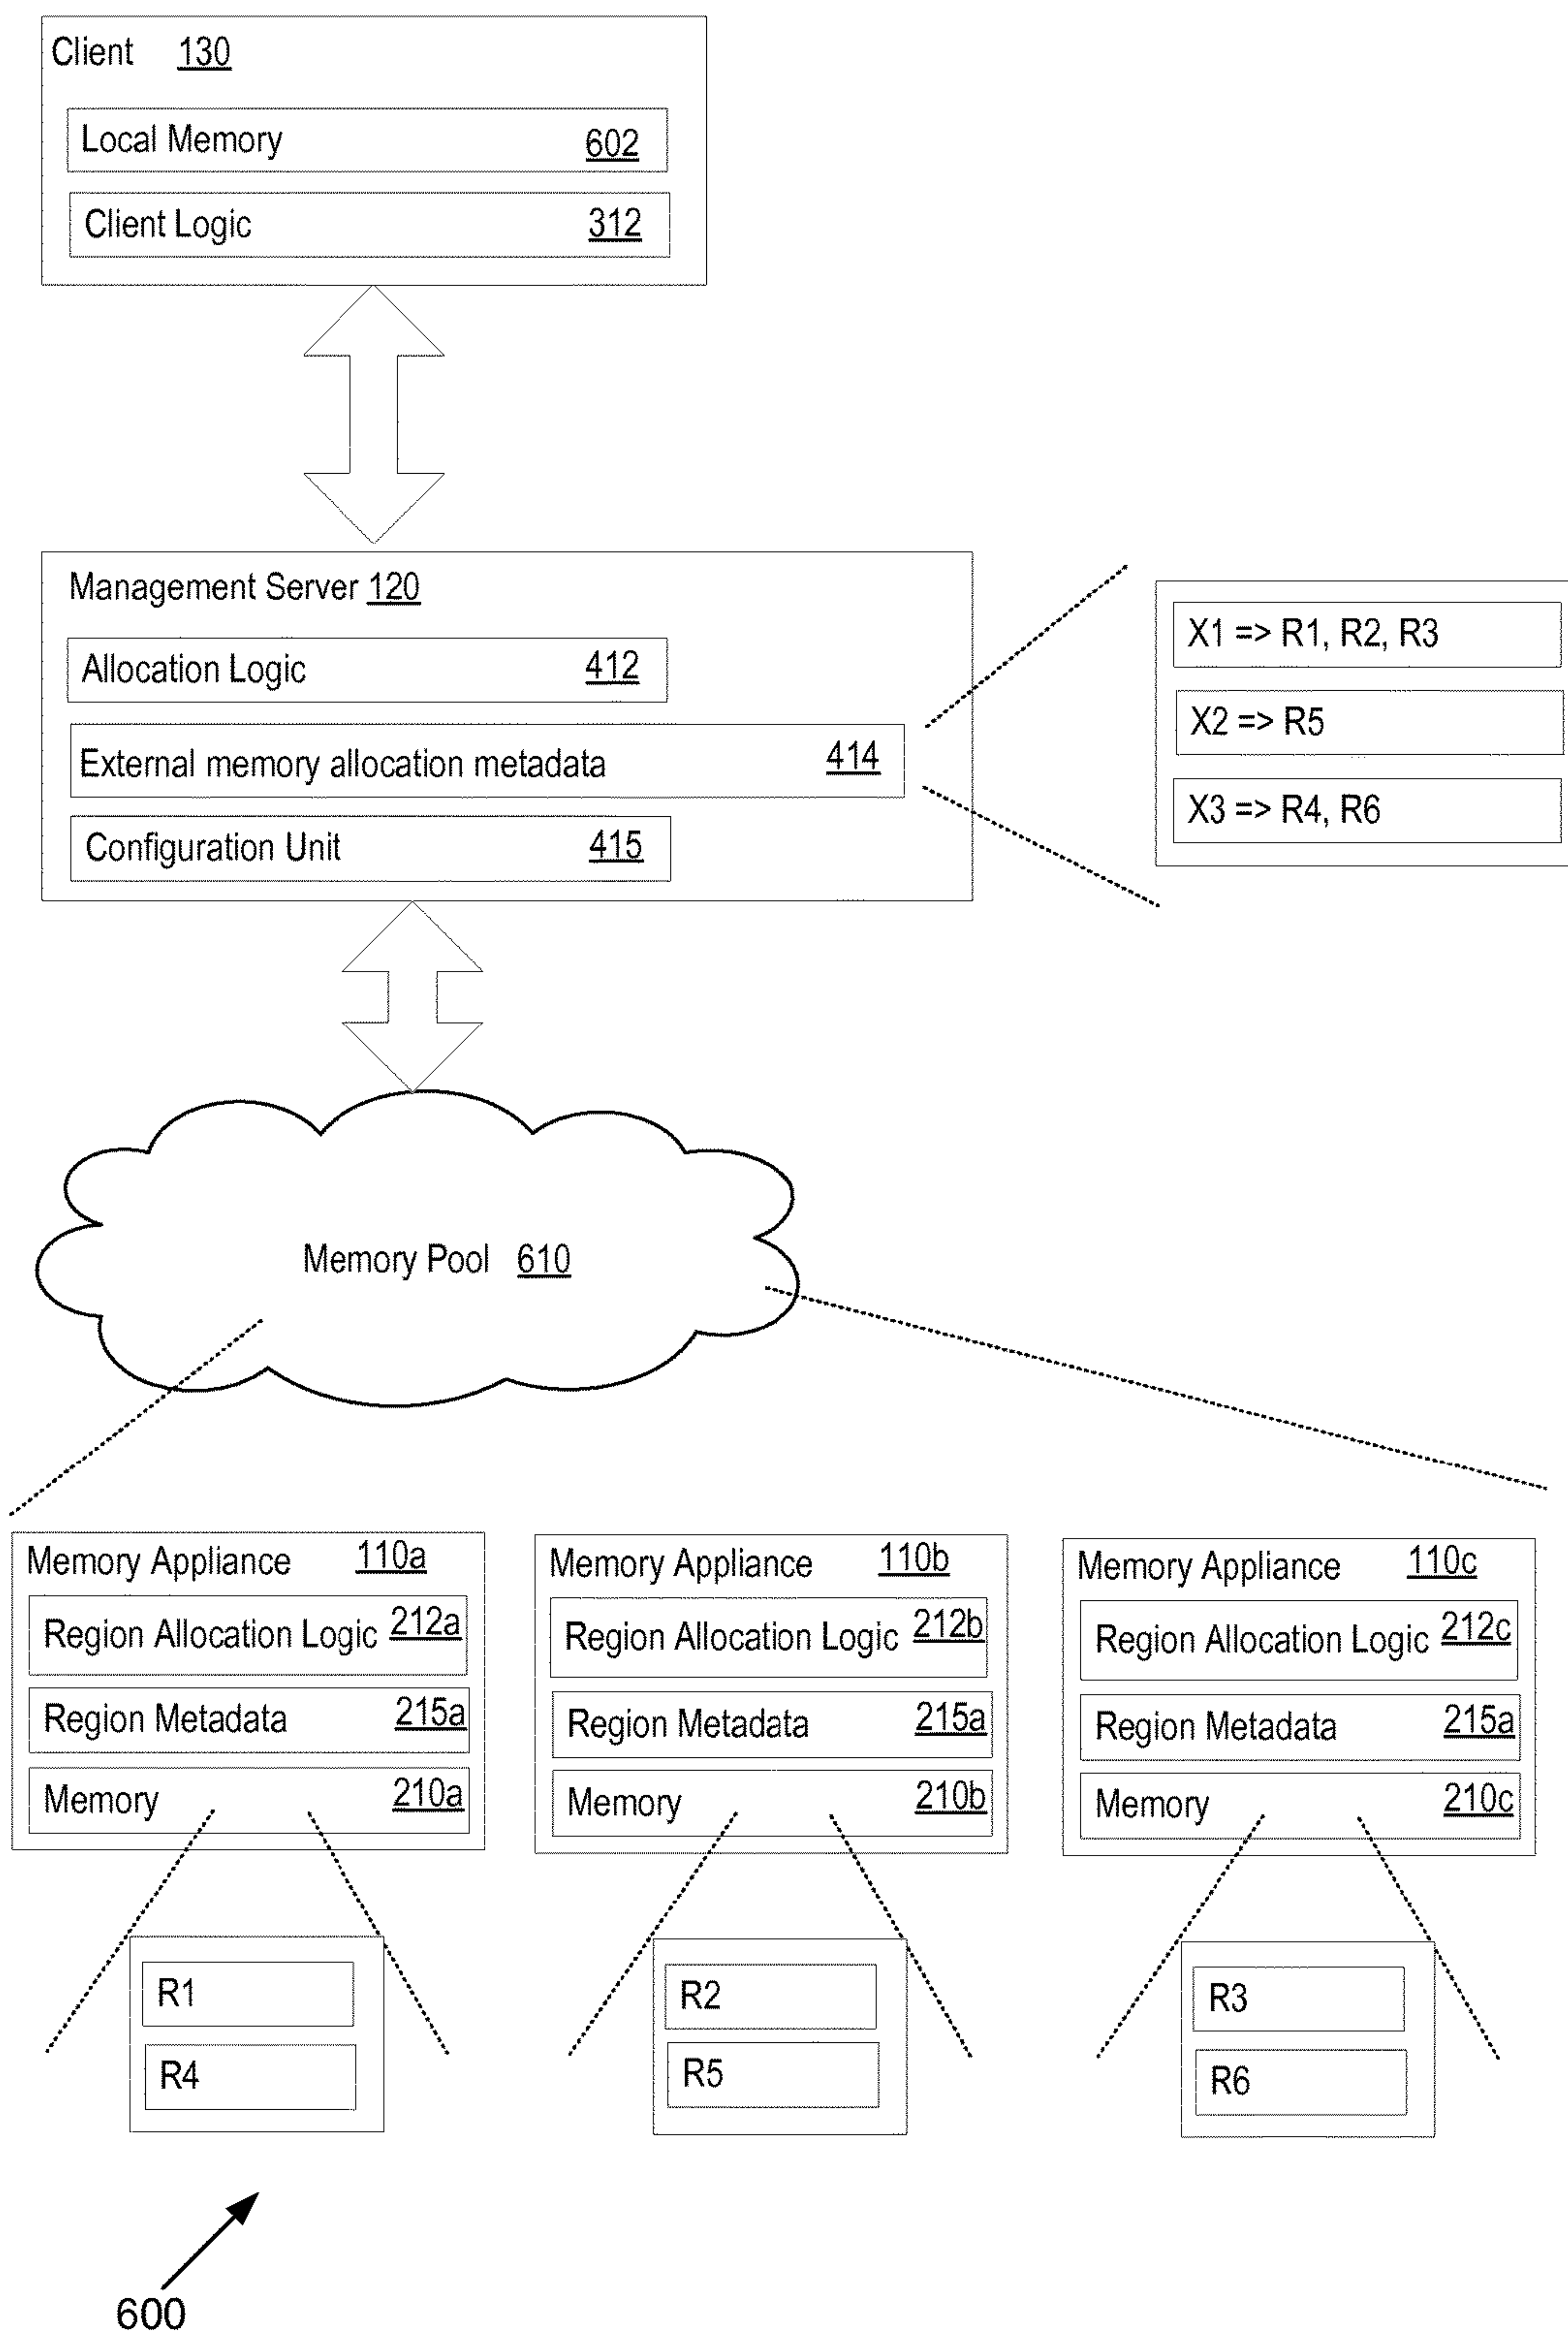 Client 130
Local Memory 602
Client Logic 312
Management Server 120
Allocation Logic 412
External memory allocation metadata 414
Configuration Unit 415
X1 => R1, R2, R3
X2 => R5
X3 => R4, R6
Memory Pool 610
Memory Appliance 110a
Region Allocation Logic 212a
Region Metadata 215a
Memory 210a
R1
R4
Memory Appliance 110b
Region Allocation Logic 212b
Region Metadata 215a
Memory 210b
R2
R5
Memory Appliance 110c
Region Allocation Logic 212c
Region Metadata 215a
Memory 210c
R3
R6
600